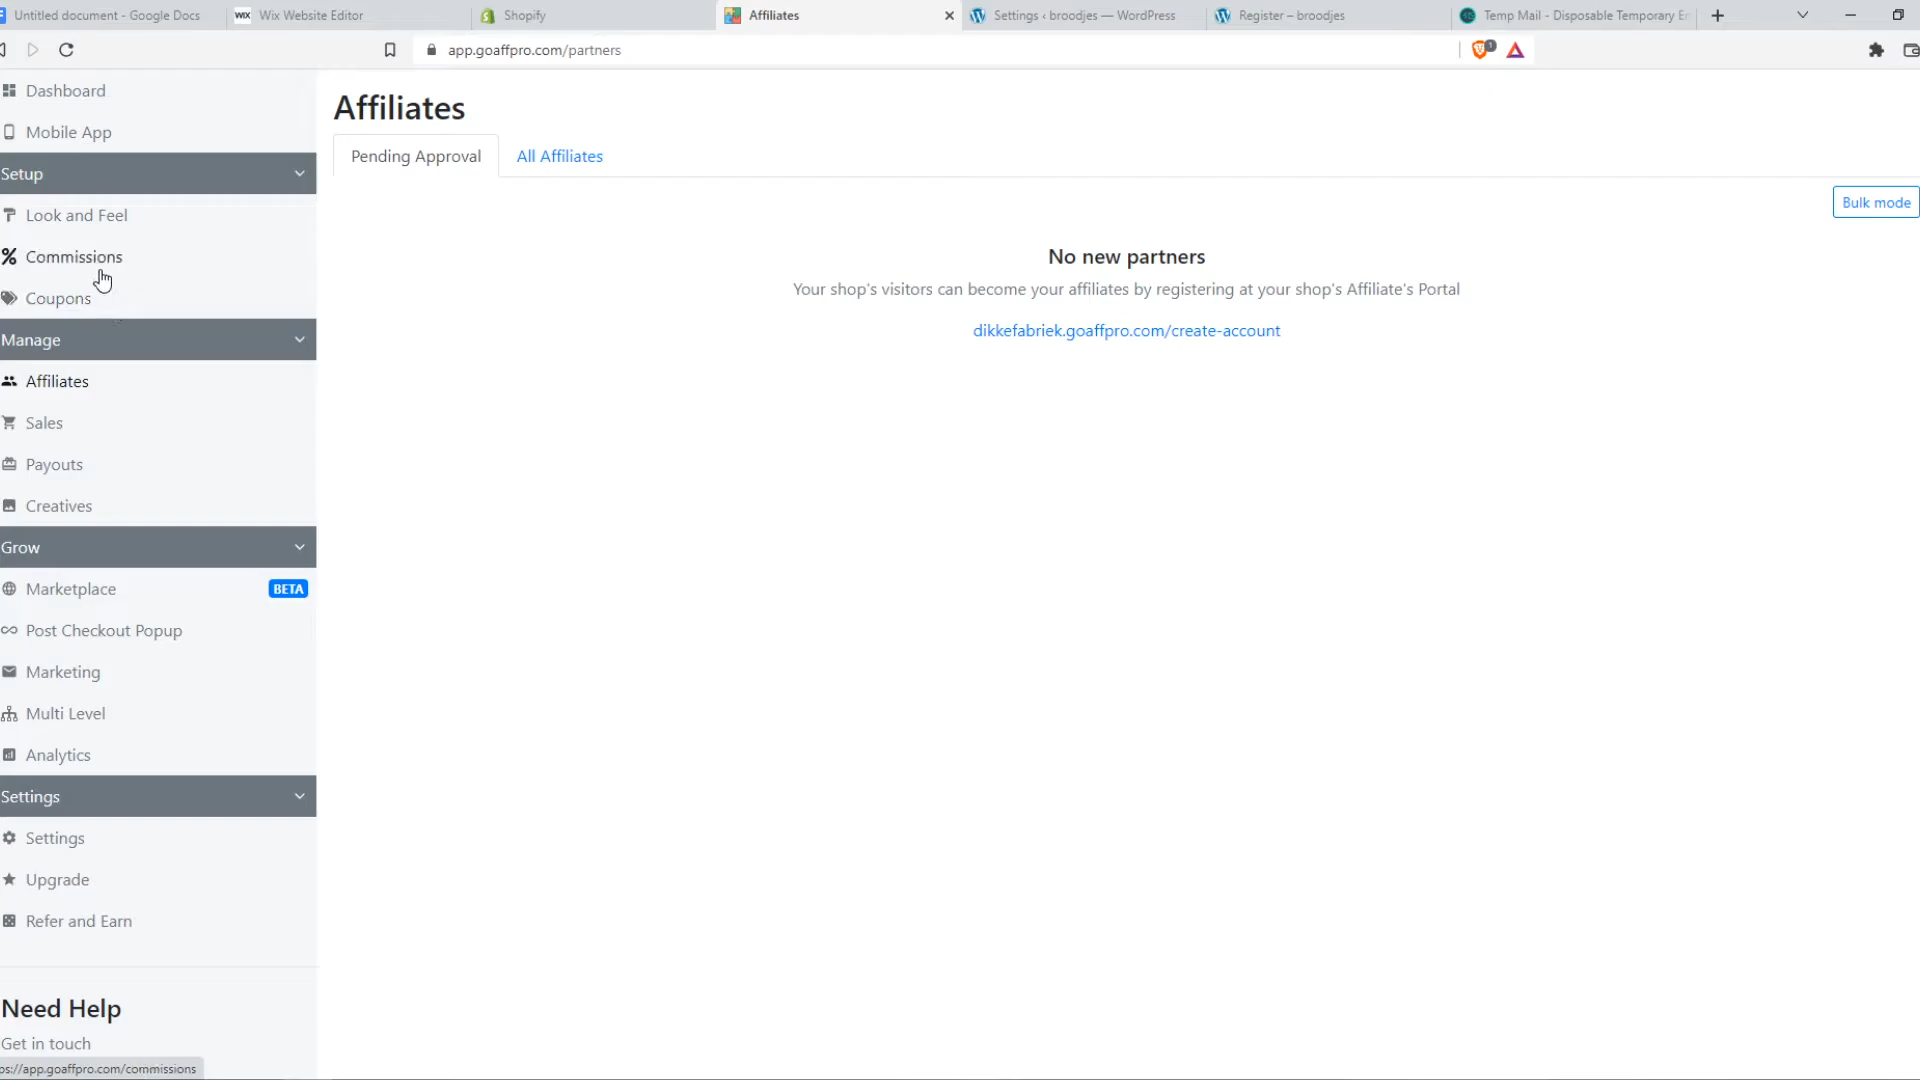 Untitled document - Google Docs
WIX Wix Website Editor
Shopify
Affiliates
Settings ‹ broodjes — WordPress
Register – broodjes
Temp Mail - Disposable Temporary E
app.goaffpro.com/partners
1
Dashboard
Mobile App
Setup
Look and Feel
Commissions
Coupons
Manage
Affiliates
Sales
Payouts
Creatives
Grow
Marketplace BETA
Post Checkout Popup
Marketing
Multi Level
Analytics
Settings
Settings
Upgrade
Refer and Earn
Need Help
Get in touch
ps://app.goaffpro.com/commissions
Affiliates
Pending Approval
All Affiliates
Bulk mode
No new partners
Your shop's visitors can become your affiliates by registering at your shop's Affiliate's Portal
dikkefabriek.goaffpro.com/create-account